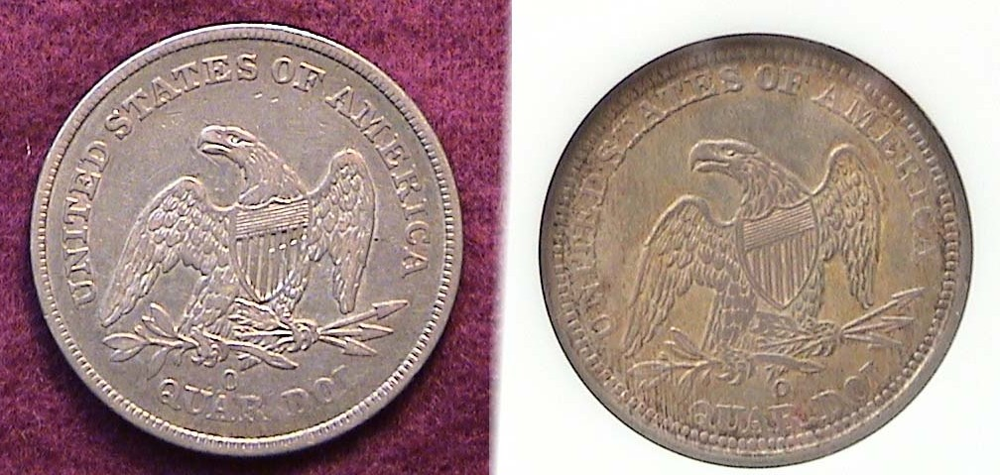 UNITED STATES OF AMERICA
O
QUAR. DOL.
UNITED STATES OF AMERICA
O
QUAR. DOL.